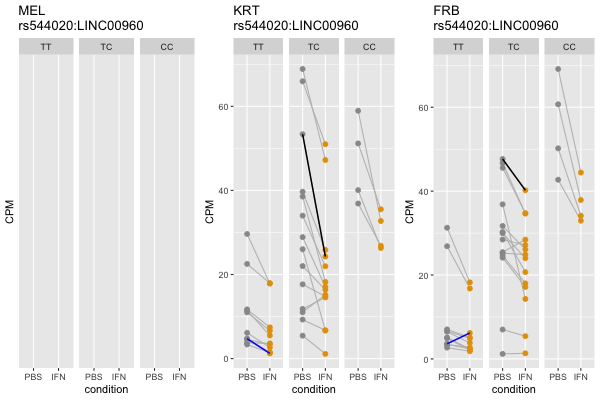 MEL
rs544020:LINC00960
TT TC CC
CPM
PBS IFN PBS IFN PBS IFN
condition
KRT
rs544020:LINC00960
TT TC CC
60
40
20
0
CPM
PBS IFN PBS IFN PBS IFN
condition
FRB
rs544020:LINC00960
TT TC CC
60
40
20
0
CPM
PBS IFN PBS IFN PBS IFN
condition